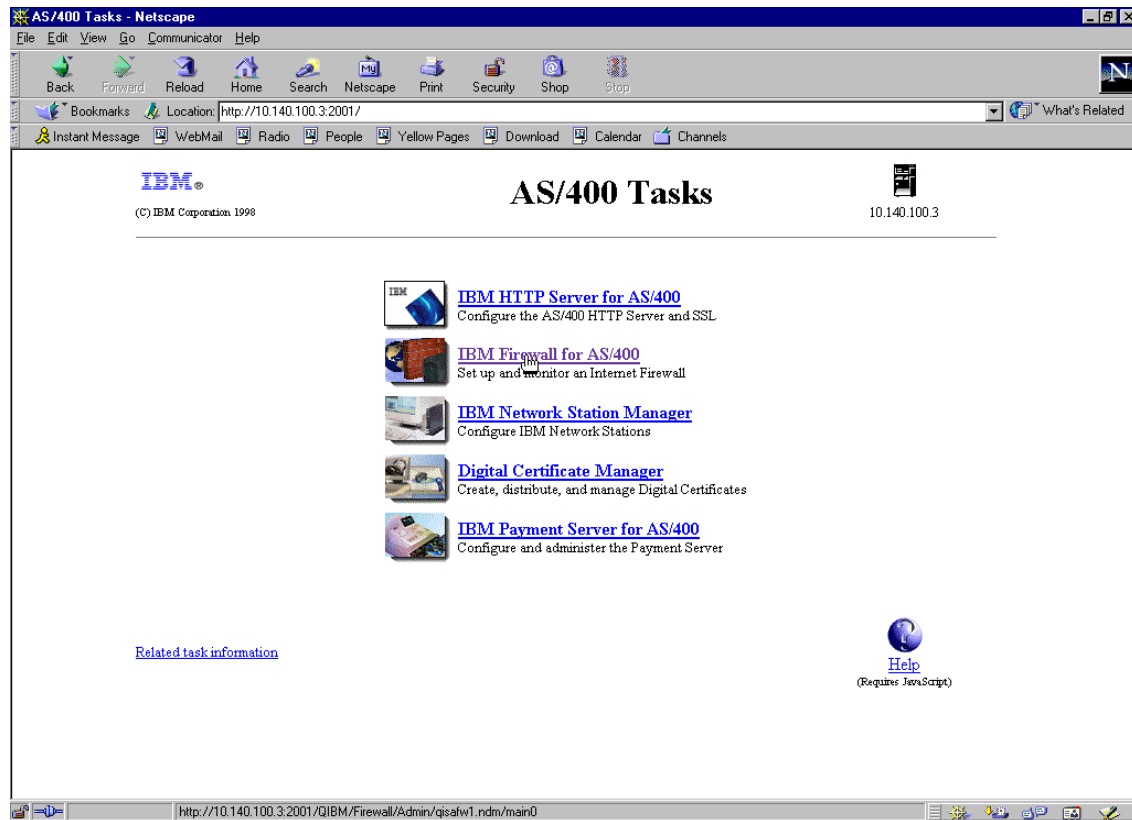 AS/400 Tasks - Netscape
File Edit View Go Communicator Help
Back Forward Reload Home Search Netscape Print Security Shop Stop
My
N
Bookmarks Location: http://10.140.100.3:2001/ What's Related
Instant Message WebMail Radio People Yellow Pages Download Calendar Channels
IBM®
AS/400 Tasks
(C) IBM Corporation 1998
10.140.100.3
IBM
IBM HTTP Server for AS/400
Configure the AS/400 HTTP Server and SSL
IBM Firewall for AS/400
Set up and monitor an Internet Firewall
IBM Network Station Manager
Configure IBM Network Stations
Digital Certificate Manager
Create, distribute, and manage Digital Certificates
IBM Payment Server for AS/400
Configure and administer the Payment Server
Related task information
Help
(Requires JavaScript)
http://10.140.100.3:2001/QIBM/Firewall/Admin/qisafw1.ndm/main0